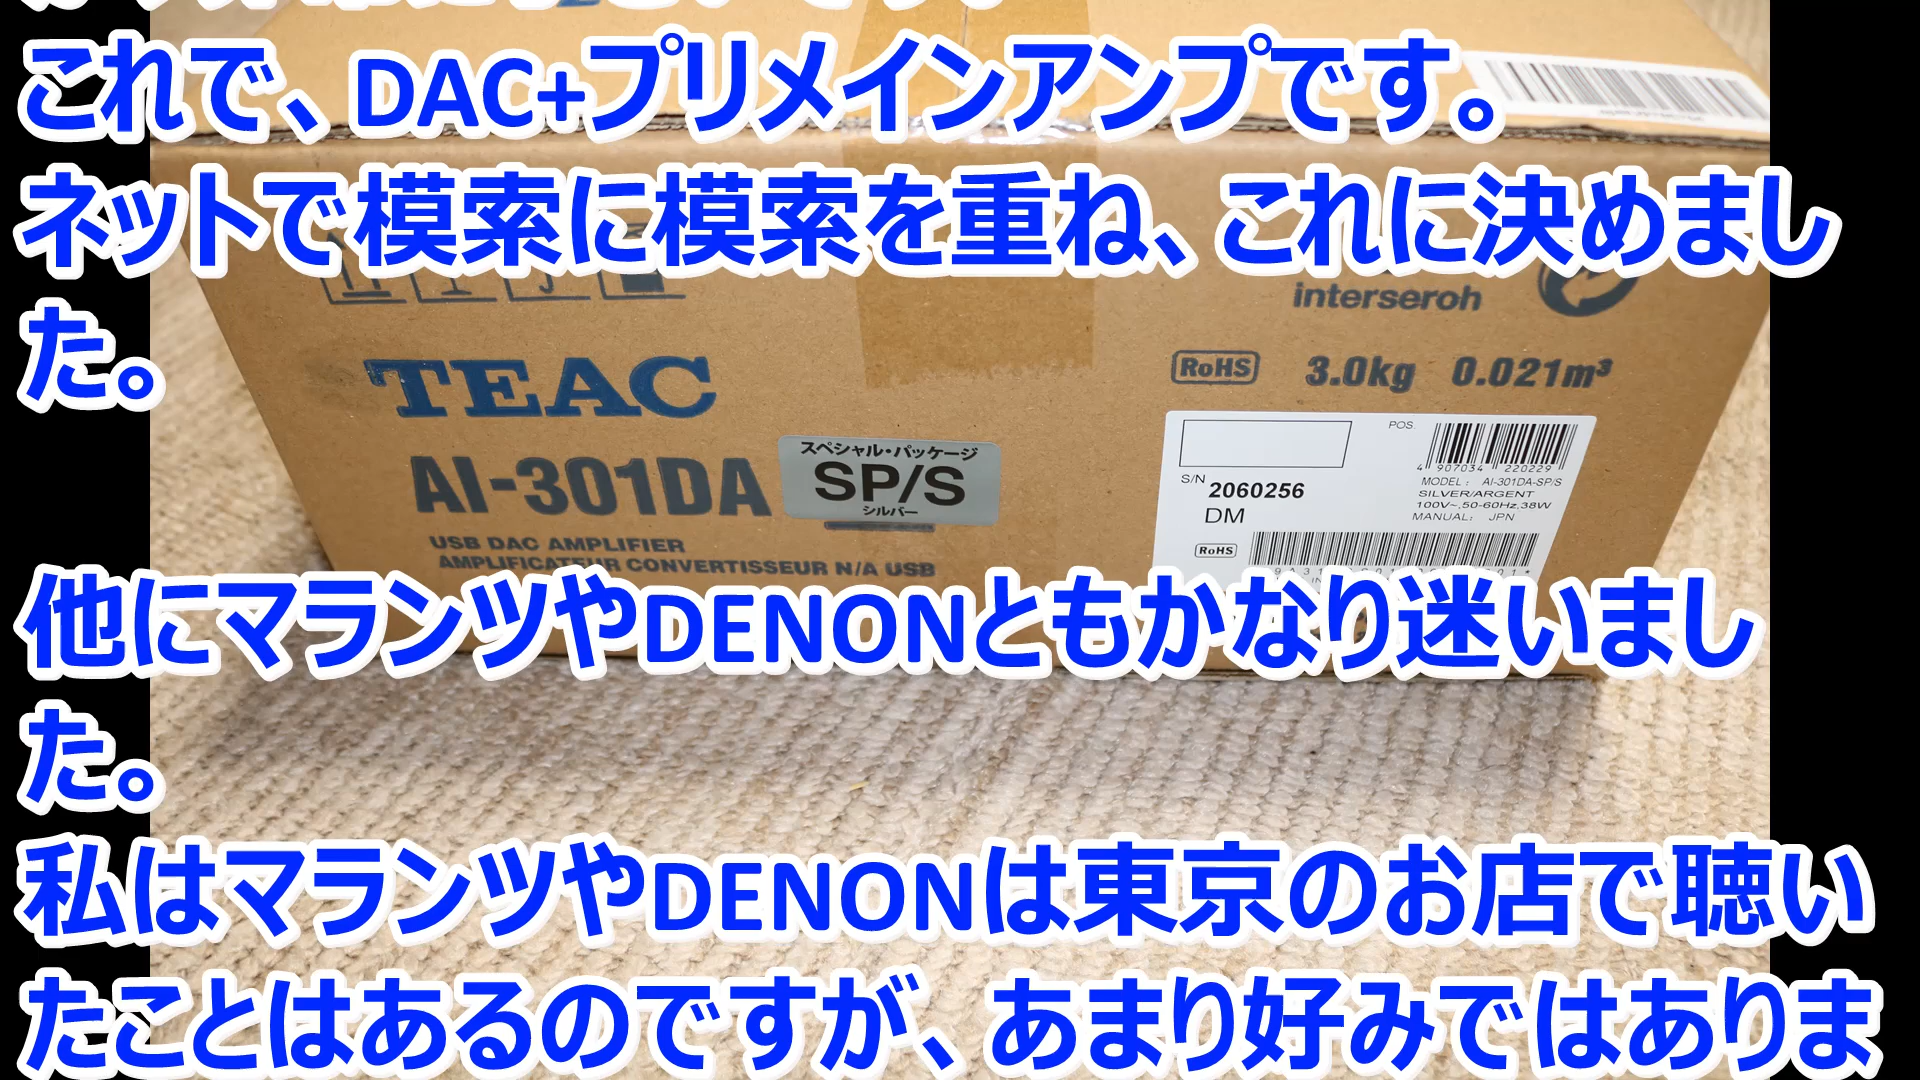 これで、DAC+プリメインアンプです。
ネットで模索に模索を重ね、これに決めまし
た。
interseroh
TEAC
RoHS 3.0kg 0.021m³
AI-301DA
スペシャル・パッケージ
SP/S
シルバー
POS.
4 907034 220229
S/N 2060256
DM
MODEL : AI-301DA-SP/S
SILVER/ARGENT
100V~,50-60Hz,38W
MANUAL: JPN
RoHS
USB DAC AMPLIFIER
AMPLIFICATEUR CONVERTISSEUR N/A USB
他にマランツやDENONともかなり迷いまし
た。
私はマランツやDENONは東京のお店で聴い
たことはあるのですが、あまり好みではありま